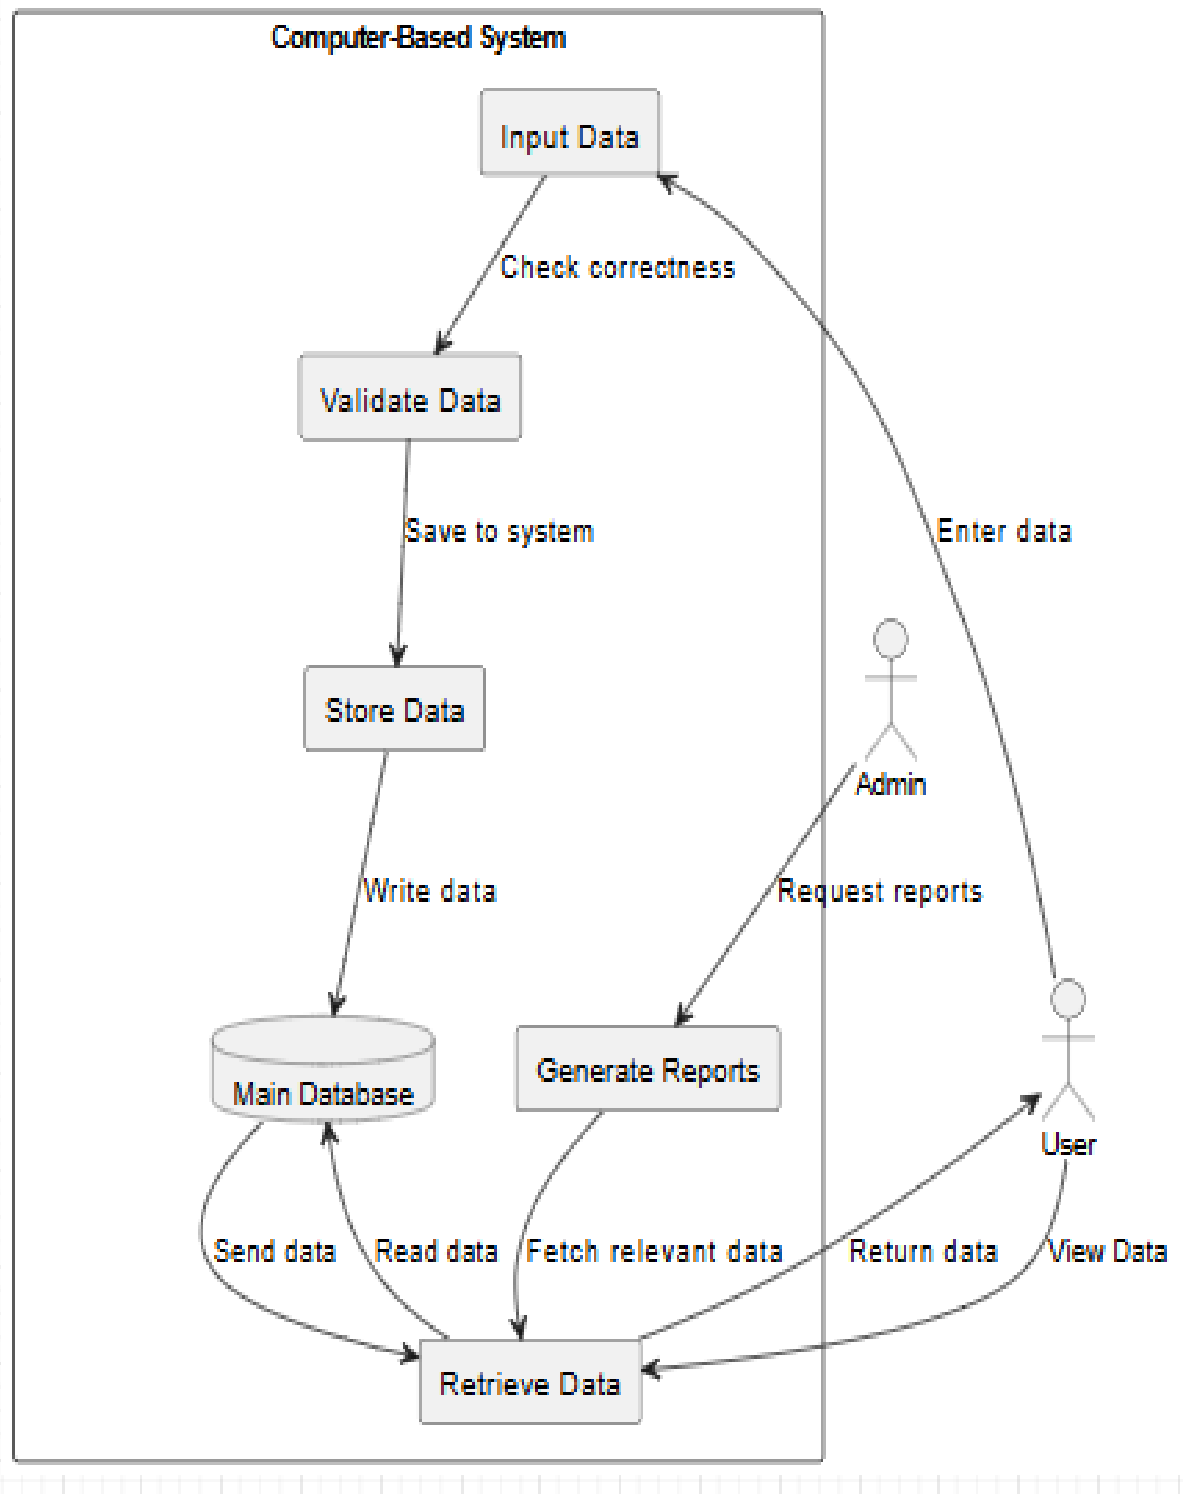 Computer-Based System
Input Data
Check correctness
Validate Data
Save to system
Enter data
Store Data
Admin
Write data
Request reports
Main Database
Generate Reports
User
Send data
Read data
Fetch relevant data
Return data
View Data
Retrieve Data